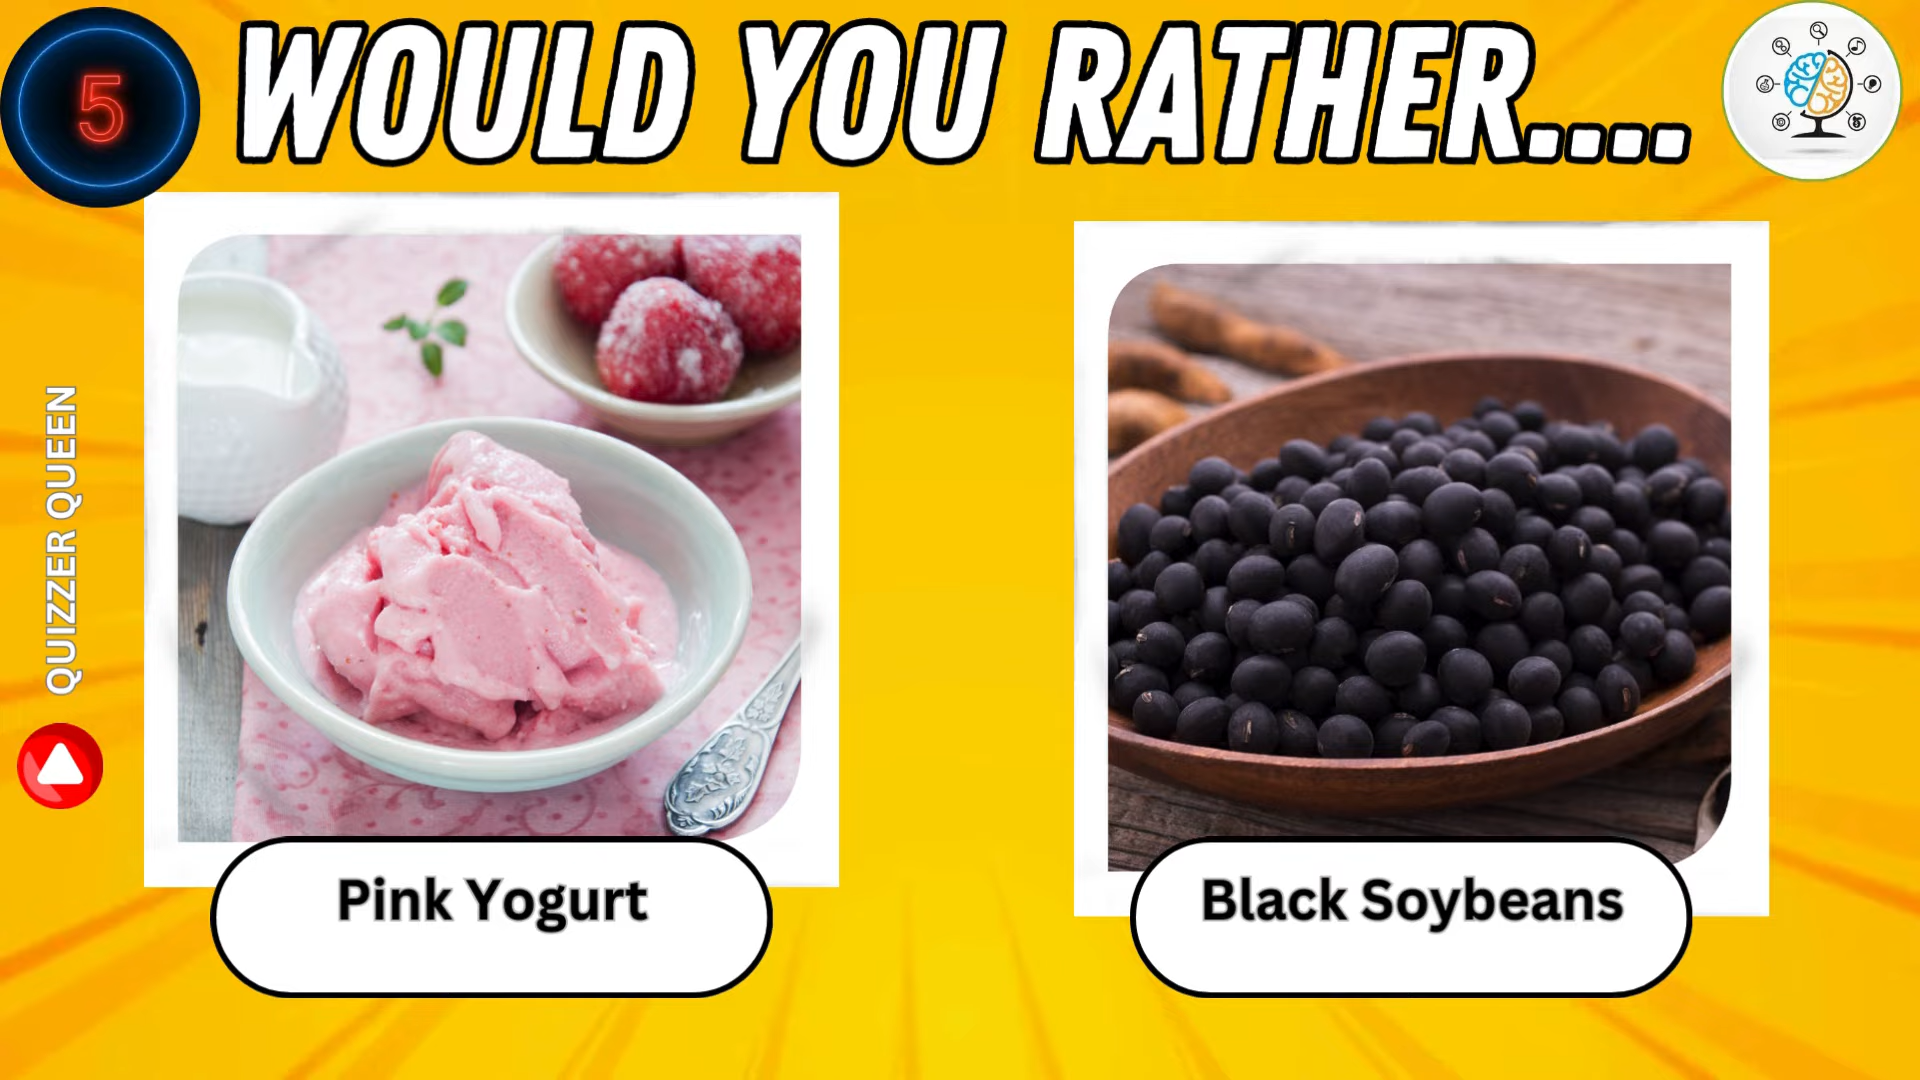 5
WOULD YOU RATHER....
QUIZZER QUEEN
Pink Yogurt
Black Soybeans